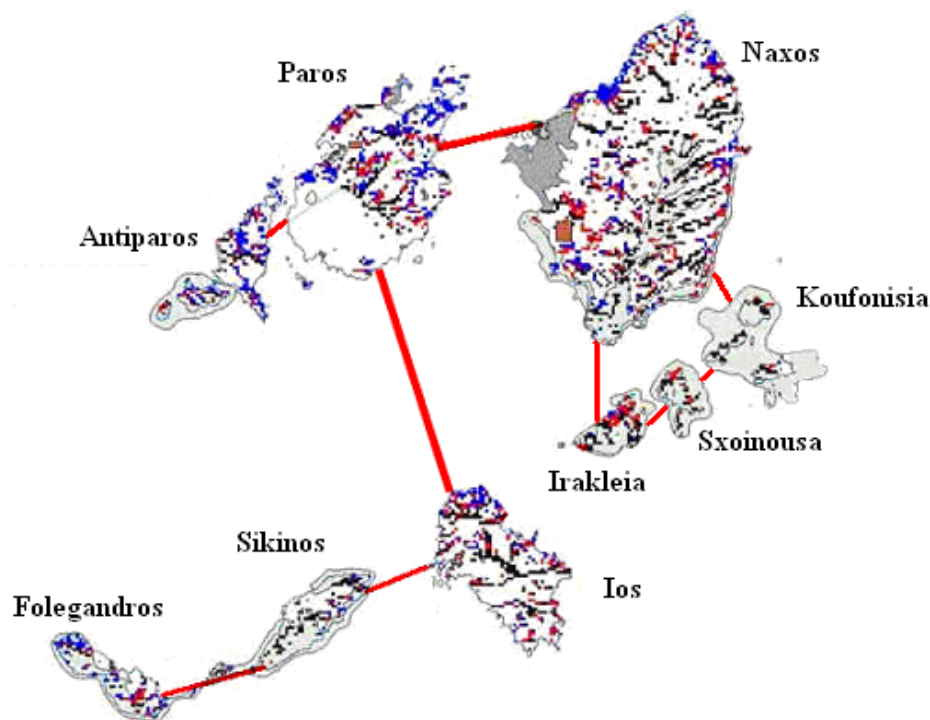 Naxos
Paros
Antiparos
Koufonisia
Sxoinousa
Irakleia
Sikinos
Ios
Folegandros